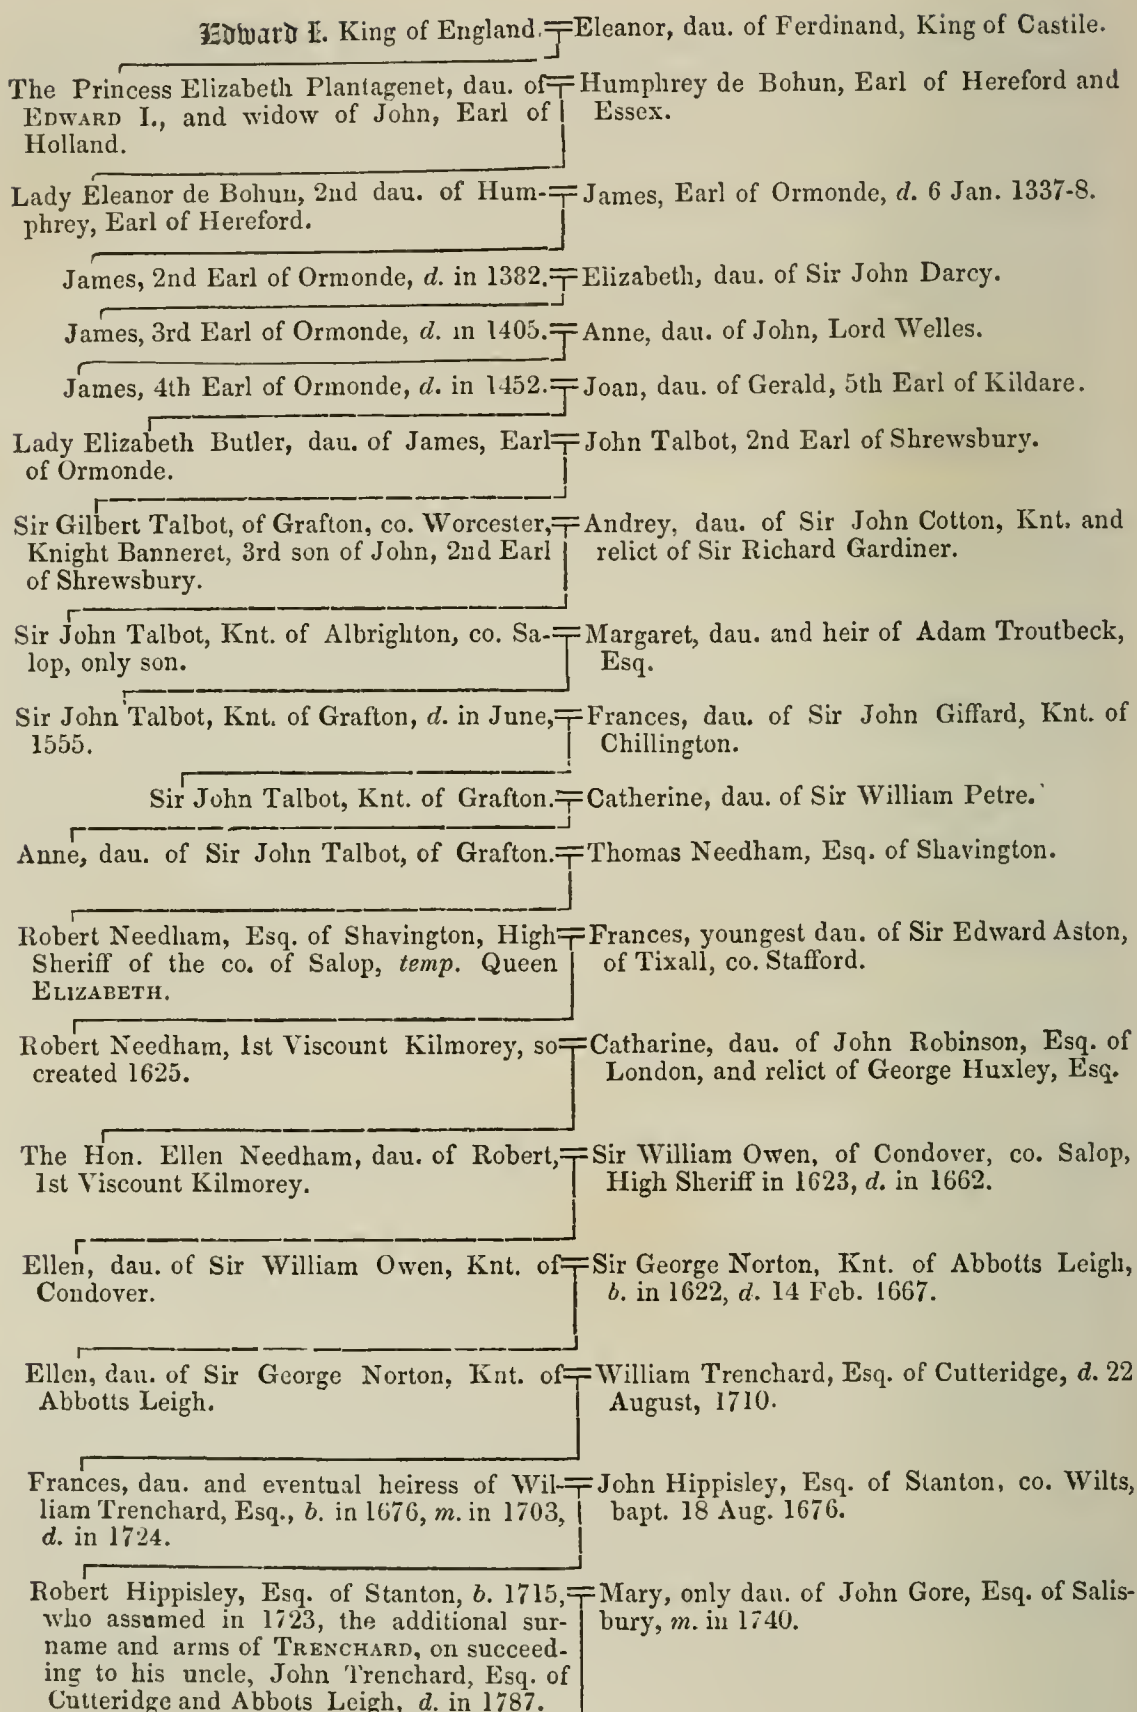 Edward I. King of England. Eleanor, dau. of Ferdinand, King of Castile.
The Princess Elizabeth Plantagenet, dau. of
EDWARD I., and widow of John, Earl of
Holland.
Humphrey de Bohun, Earl of Hereford and
Essex.
Lady Eleanor de Bohun, 2nd dau. of Hum-
phrey, Earl of Hereford.
James, Earl of Ormonde, d. 6 Jan. 1337-8.
James, 2nd Earl of Ormonde, d. in 1382. Elizabeth, dau. of Sir John Darcy.
James, 3rd Earl of Ormonde, d. in 1405. Anne, dau. of John, Lord Welles.
James, 4th Earl of Ormonde, d. in 1452. Joan, dau. of Gerald, 5th Earl of Kildare.
Lady Elizabeth Butler, dau. of James, Earl
of Ormonde.
John Talbot, 2nd Earl of Shrewsbury.
Sir Gilbert Talbot, of Grafton, co. Worcester,
Knight Banneret, 3rd son of John, 2nd Earl
of Shrewsbury.
Andrey, dau. of Sir John Cotton, Knt. and
relict of Sir Richard Gardiner.
Sir John Talbot, Knt. of Albrighton, co. Sa-
lop, only son.
Margaret, dau. and heir of Adam Troutbeck,
Esq.
Sir John Talbot, Knt. of Grafton, d. in June,
1555.
Frances, dau. of Sir John Giffard, Knt. of
Chillington.
Sir John Talbot, Knt. of Grafton. Catherine, dau. of Sir William Petre.
Anne, dau. of Sir John Talbot, of Grafton. Thomas Needham, Esq. of Shavington.
Robert Needham, Esq. of Shavington, High
Sheriff of the co. of Salop, temp. Queen
ELIZABETH.
Frances, youngest dau. of Sir Edward Aston,
of Tixall, co. Stafford.
Robert Needham, 1st Viscount Kilmorey, so
created 1625.
Catharine, dau. of John Robinson, Esq. of
London, and relict of George Huxley, Esq.
The Hon. Ellen Needham, dau. of Robert,
1st Viscount Kilmorey.
Sir William Owen, of Condover, co. Salop,
High Sheriff in 1623, d. in 1662.
Ellen, dau. of Sir William Owen, Knt. of
Condover.
Sir George Norton, Knt. of Abbotts Leigh,
b. in 1622, d. 14 Feb. 1667.
Ellen, dau. of Sir George Norton, Knt. of
Abbotts Leigh.
William Trenchard, Esq. of Cutteridge, d. 22
August, 1710.
Frances, dau. and eventual heiress of Wil-
liam Trenchard, Esq., b. in 1676, m. in 1703,
d. in 1724.
John Hippisley, Esq. of Stanton, co. Wilts,
bapt. 18 Aug. 1676.
Robert Hippisley, Esq. of Stanton, b. 1715,
who assumed in 1723, the additional sur-
name and arms of TRENCHARD, on succeed-
ing to his uncle, John Trenchard, Esq. of
Cutteridge and Abbots Leigh, d. in 1787.
Mary, only dau. of John Gore, Esq. of Salis-
bury, m. in 1740.